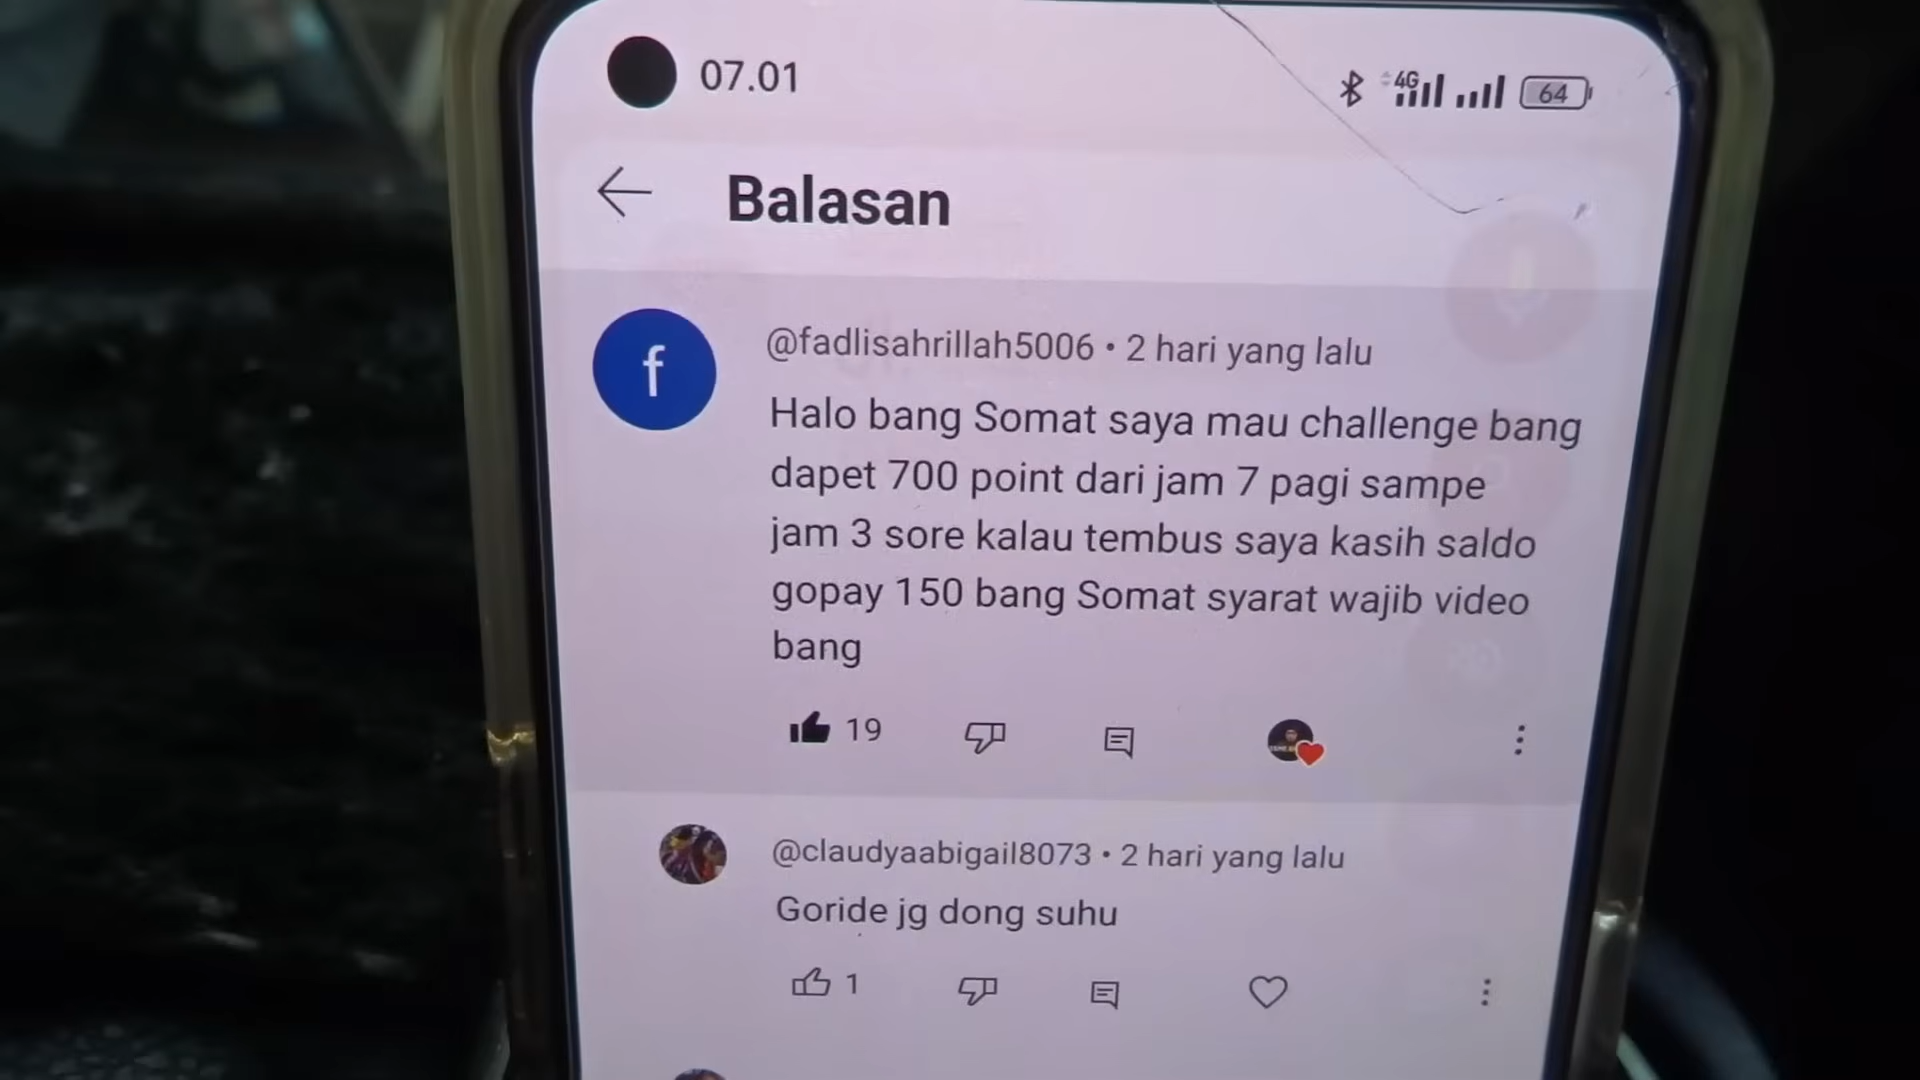 07.01
4G
64
Balasan
f
@fadlisahrillah5006 • 2 hari yang lalu
Halo bang Somat saya mau challenge bang
dapet 700 point dari jam 7 pagi sampe
jam 3 sore kalau tembus saya kasih saldo
gopay 150 bang Somat syarat wajib video
bang
19
@claudyaabigail8073 • 2 hari yang lalu
Goride jg dong suhu
1